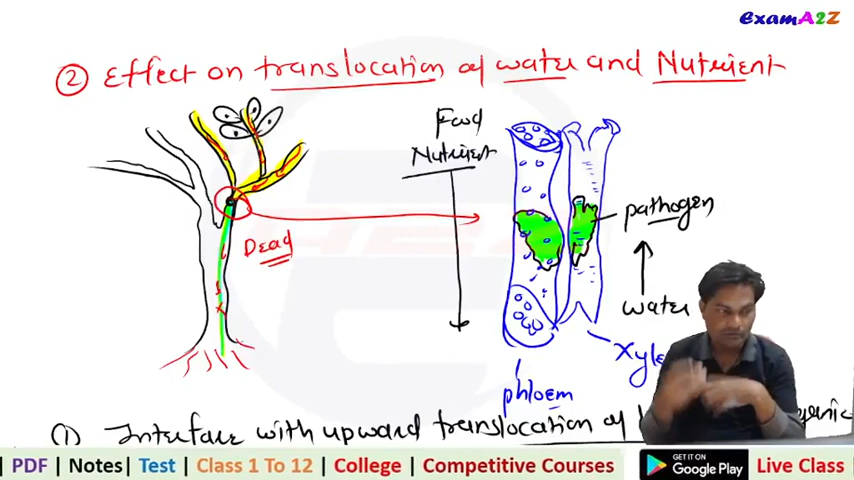 ExamA2Z
② Effect on translocation of water and Nutrient
Food
Nutrient
pathogen
Dead
water
Xyle
phloem
① Interface with upward translocation of
| PDF | Notes | Test | Class 1 To 12 | College | Competitive Courses
GET IT ON
Google Play
Live Class |